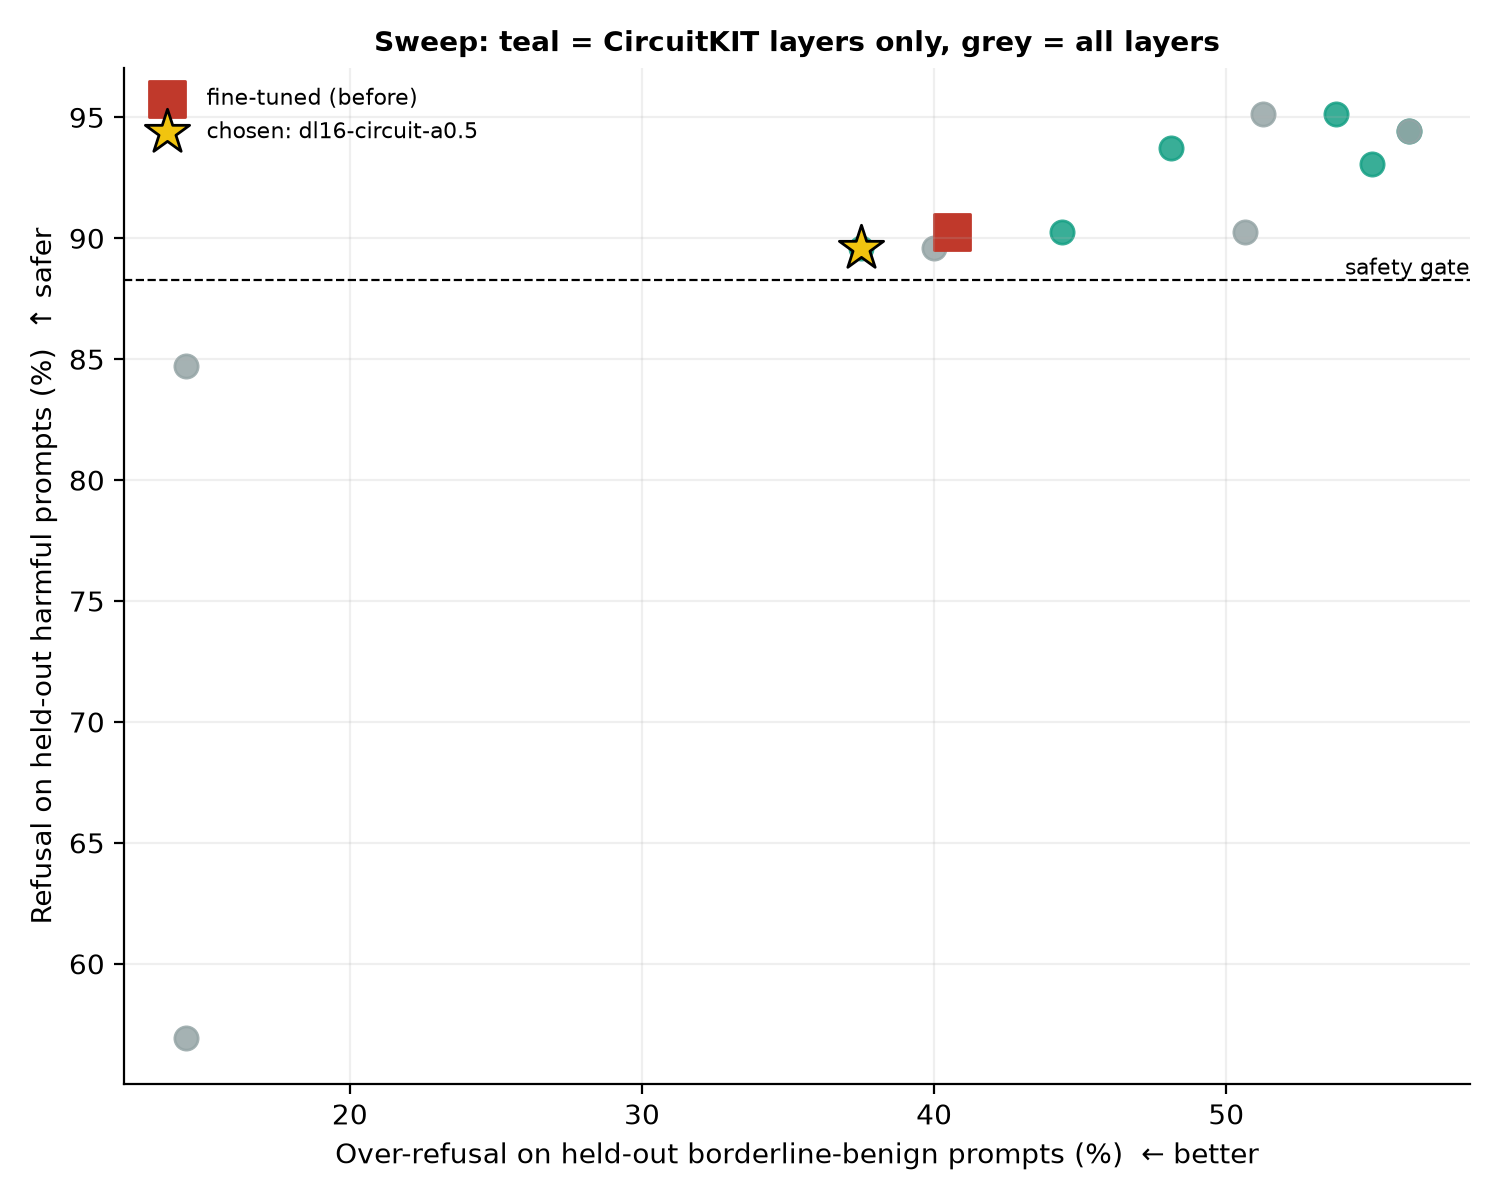 Sweep: teal = CircuitKIT layers only, grey = all layers
fine-tuned (before)
chosen: dl16-circuit-a0.5
safety gate
Refusal on held-out harmful prompts (%) ↑ safer
95
90
85
80
75
70
65
60
20 30 40 50
Over-refusal on held-out borderline-benign prompts (%) ← better